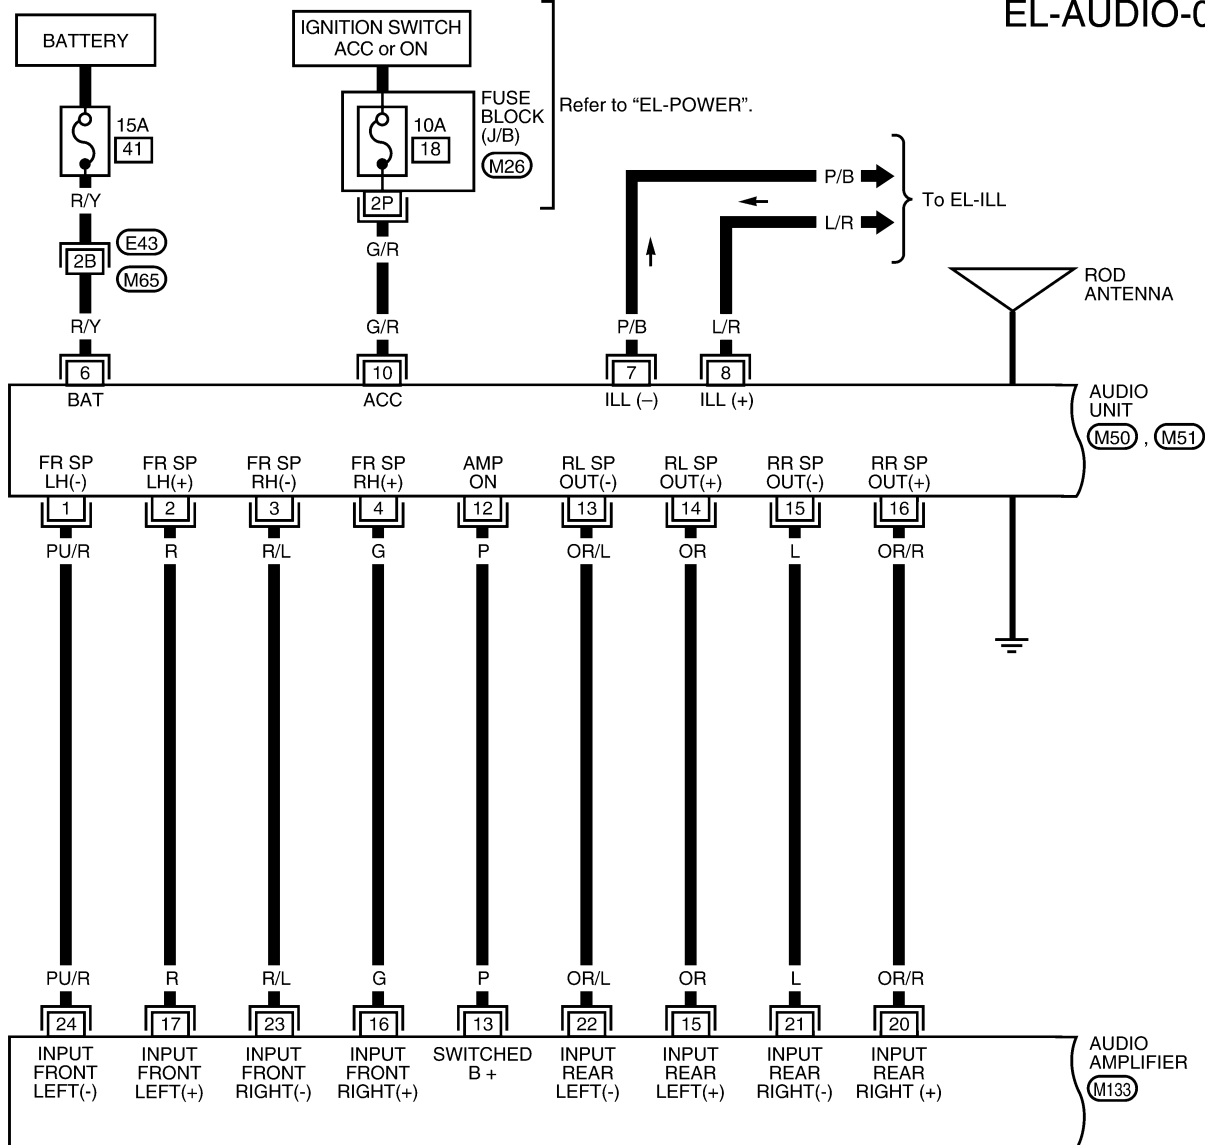 EL-AUDIO-0
BATTERY
IGNITION SWITCH
ACC or ON
FUSE
BLOCK
(J/B)
M26
Refer to “EL-POWER”.
15A
41
10A
18
2P
R/Y
E43
2B
M65
G/R
P/B
L/R
To EL-ILL
ROD
ANTENNA
R/Y
G/R
P/B
L/R
6
10
7
8
BAT
ACC
ILL (–)
ILL (+)
AUDIO
UNIT
M50 , M51
FR SP
LH(-)
FR SP
LH(+)
FR SP
RH(-)
FR SP
RH(+)
AMP
ON
RL SP
OUT(-)
RL SP
OUT(+)
RR SP
OUT(-)
RR SP
OUT(+)
1
2
3
4
12
13
14
15
16
PU/R
R
R/L
G
P
OR/L
OR
L
OR/R
PU/R
R
R/L
G
P
OR/L
OR
L
OR/R
24
17
23
16
13
22
15
21
20
INPUT
FRONT
LEFT(-)
INPUT
FRONT
LEFT(+)
INPUT
FRONT
RIGHT(-)
INPUT
FRONT
RIGHT(+)
SWITCHED
B +
INPUT
REAR
LEFT(-)
INPUT
REAR
LEFT(+)
INPUT
REAR
RIGHT(-)
INPUT
REAR
RIGHT (+)
AUDIO
AMPLIFIER
M133